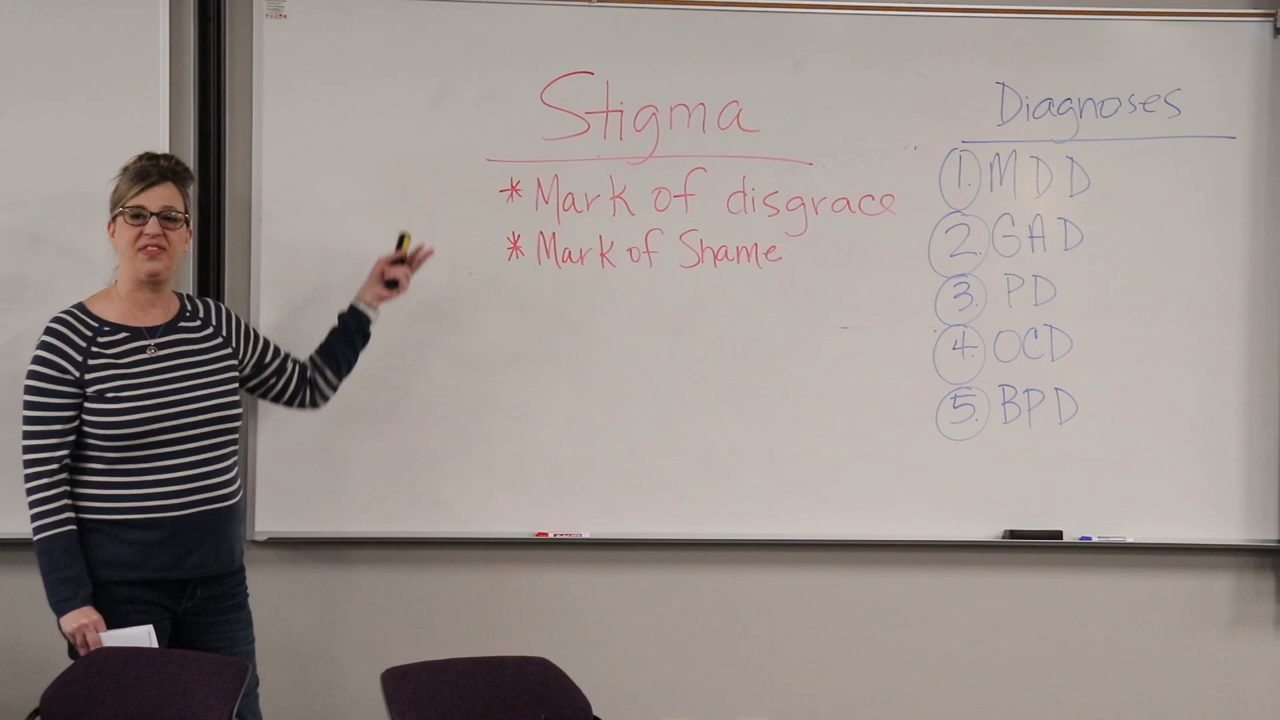 Stigma
* Mark of disgrace
* Mark of Shame
Diagnoses
1. MDD
2. GAD
3. PD
4. OCD
5. BPD